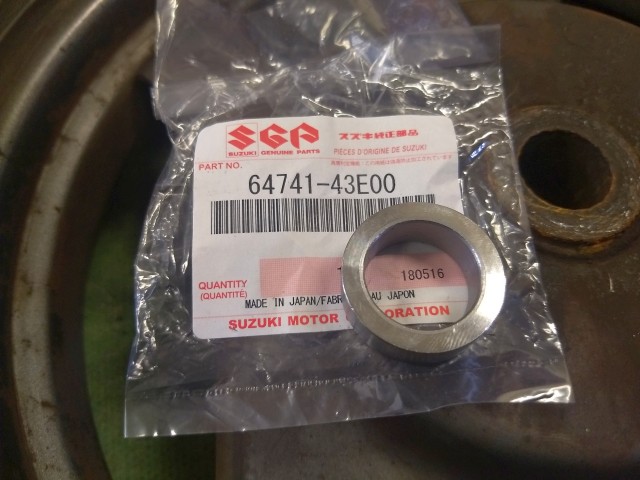 SGP
SUZUKI GENUINE PARTS
スズキ純正部品
PIÈCES D'ORIGINE DE SUZUKI
PART NO.
64741-43E00
180516
QUANTITY
(QUANTITÉ)
MADE IN JAPAN/FABR AU JAPON
SUZUKI MOTOR ORATION